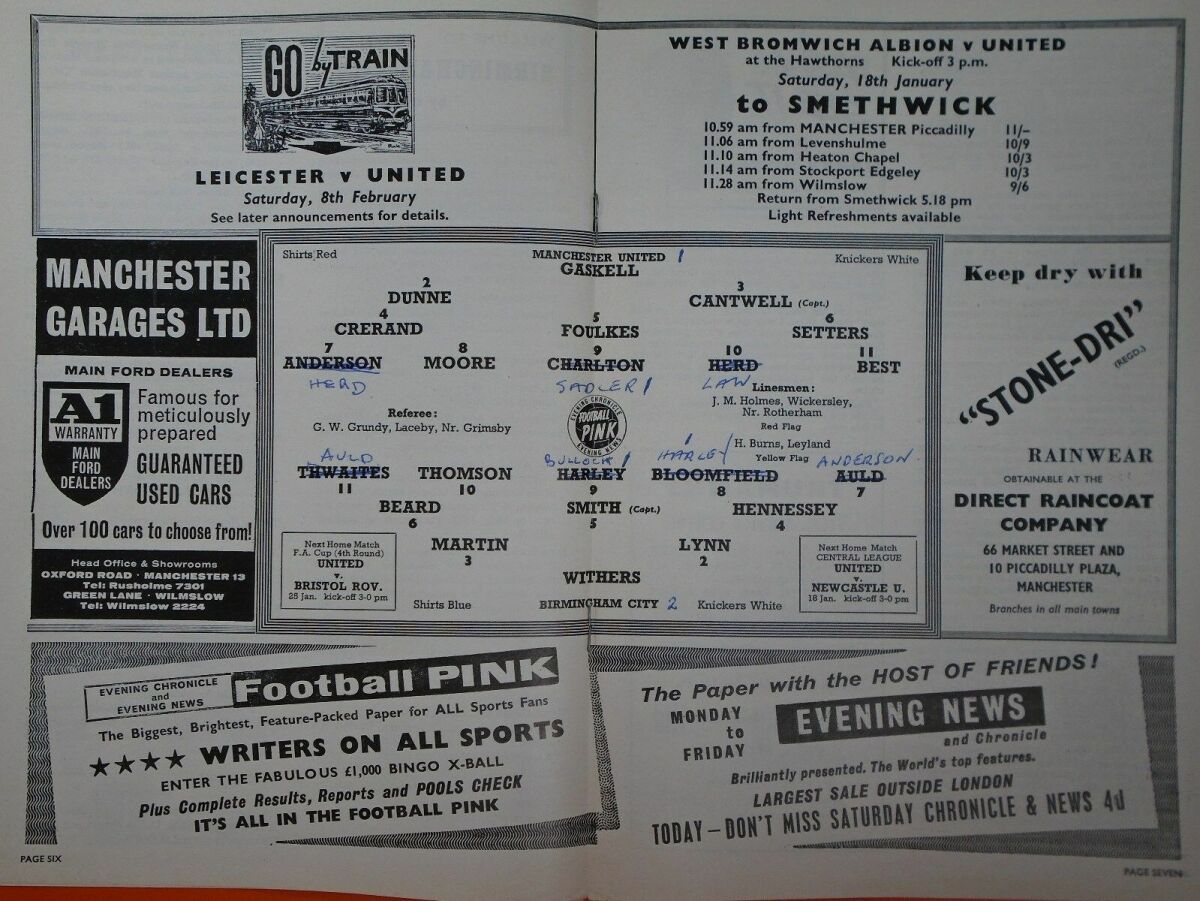 GO by TRAIN
LEICESTER v UNITED
Saturday, 8th February
See later announcements for details.
WEST BROMWICH ALBION v UNITED
at the Hawthorns Kick-off 3 p.m.
Saturday, 18th January
to SMETHWICK
10.59 am from MANCHESTER Piccadilly 11/-
11.06 am from Levenshulme 10/9
11.10 am from Heaton Chapel 10/3
11.14 am from Stockport Edgeley 10/3
11.28 am from Wilmslow 9/6
Return from Smethwick 5.18 pm
Light Refreshments available
MANCHESTER
GARAGES LTD
MAIN FORD DEALERS
A1
WARRANTY
MAIN
FORD
DEALERS
Famous for
meticulously
prepared
GUARANTEED
USED CARS
Over 100 cars to choose from!
Head Office & Showrooms
OXFORD ROAD · MANCHESTER 13
Tel: Rusholme 7301
GREEN LANE · WILMSLOW
Tel: Wilmslow 2224
Shirts Red MANCHESTER UNITED 1 Knickers White
GASKELL
2 3
DUNNE CANTWELL (Capt.)
4 5 6
CRERAND FOULKES SETTERS
7 8 9 10 11
ANDERSON MOORE CHARLTON HERD BEST
HERD SADLER 1 LAW
Linesmen:
J. M. Holmes, Wickersley,
Nr. Rotherham
Red Flag
Referee:
G. W. Grundy, Laceby, Nr. Grimsby
EVENING CHRONICLE
FOOTBALL
PINK
EVENING NEWS
H. Burns, Leyland
Yellow Flag
AULD BULLOCK 1 HARLEY 1 ANDERSON
THWAITES THOMSON HARLEY BLOOMFIELD AULD
11 10 9 8 7
BEARD SMITH (Capt.) HENNESSEY
6 5 4
MARTIN LYNN
3 2
WITHERS
Shirts Blue BIRMINGHAM CITY 2 Knickers White
Next Home Match
F.A. Cup (4th Round)
UNITED
v.
BRISTOL ROV.
25 Jan. kick-off 3-0 pm
Next Home Match
CENTRAL LEAGUE
UNITED
v.
NEWCASTLE U.
18 Jan. kick-off 3-0 pm
Keep dry with
"STONE-DRI"
(REGD.)
RAINWEAR
OBTAINABLE AT THE
DIRECT RAINCOAT
COMPANY
66 MARKET STREET AND
10 PICCADILLY PLAZA,
MANCHESTER
Branches in all main towns
EVENING CHRONICLE
and
EVENING NEWS
Football PINK
The Biggest, Brightest, Feature-Packed Paper for ALL Sports Fans
★★★★ WRITERS ON ALL SPORTS
ENTER THE FABULOUS £1,000 BINGO X-BALL
Plus Complete Results, Reports and POOLS CHECK
IT'S ALL IN THE FOOTBALL PINK
The Paper with the HOST OF FRIENDS!
MONDAY
to
FRIDAY
EVENING NEWS
and Chronicle
Brilliantly presented. The World's top features.
LARGEST SALE OUTSIDE LONDON
TODAY – DON'T MISS SATURDAY CHRONICLE & NEWS 4d
PAGE SIX
PAGE SEVEN